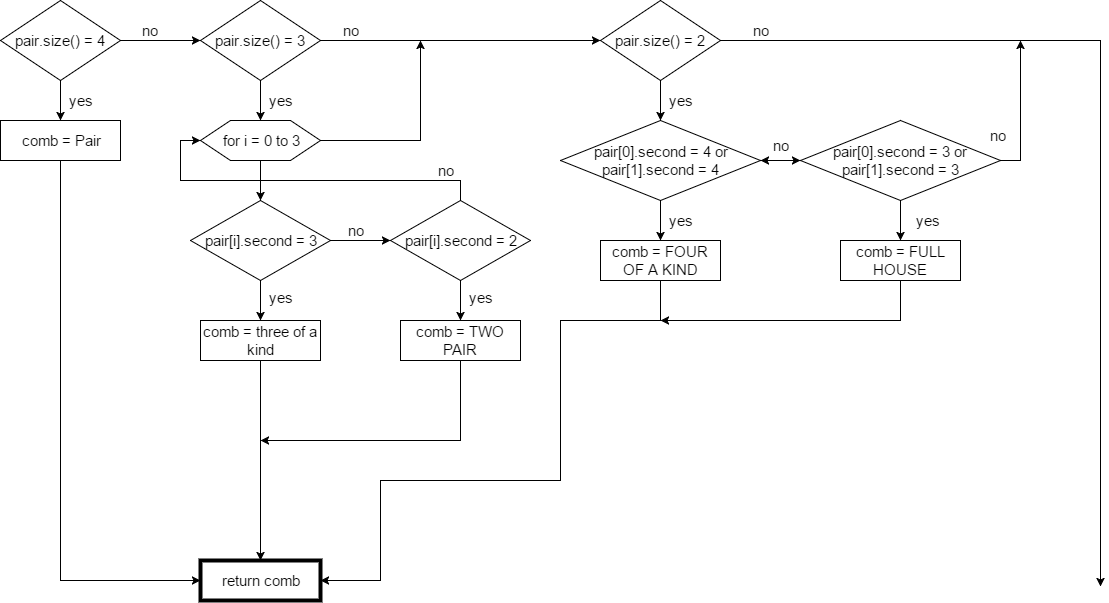 pair.size() = 4
no
pair.size() = 3
no
pair.size() = 2
no
yes
yes
yes
comb = Pair
for i = 0 to 3
pair[0].second = 4 or
pair[1].second = 4
no
pair[0].second = 3 or
pair[1].second = 3
no
no
pair[i].second = 3
no
pair[i].second = 2
yes
yes
comb = FOUR
OF A KIND
comb = FULL
HOUSE
yes
yes
comb = three of a
kind
comb = TWO
PAIR
return comb